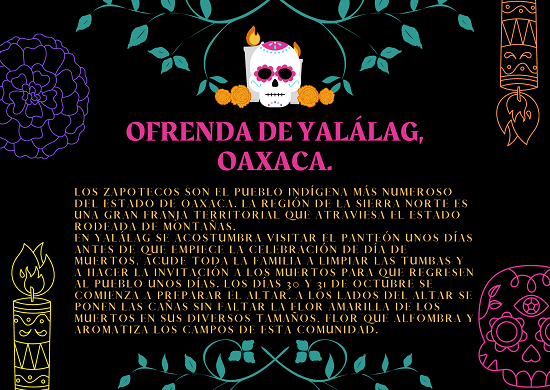 OFRENDA DE YALÁLAG,
OAXACA.
LOS ZAPOTECOS SON EL PUEBLO INDÍGENA MÁS NUMEROSO
DEL ESTADO DE OAXACA. LA REGIÓN DE LA SIERRA NORTE ES
UNA GRAN FRANJA TERRITORIAL QUE ATRAVIESA EL ESTADO
RODEADA DE MONTAÑAS.
EN YALÁLAG SE ACOSTUMBRA VISITAR EL PANTEÓN UNOS DÍAS
ANTES DE QUE EMPIECE LA CELEBRACIÓN DE DÍA DE
MUERTOS, ACUDE TODA LA FAMILIA A LIMPIAR LAS TUMBAS Y
A HACER LA INVITACIÓN A LOS MUERTOS PARA QUE REGRESEN
AL PUEBLO UNOS DÍAS. LOS DÍAS 30 Y 31 DE OCTUBRE SE
COMIENZA A PREPARAR EL ALTAR. A LOS LADOS DEL ALTAR SE
PONEN LAS CAÑAS SIN FALTAR LA FLOR AMARILLA DE LOS
MUERTOS EN SUS DIVERSOS TAMAÑOS, FLOR QUE ALFOMBRA Y
AROMATIZA LOS CAMPOS DE ESTA COMUNIDAD.